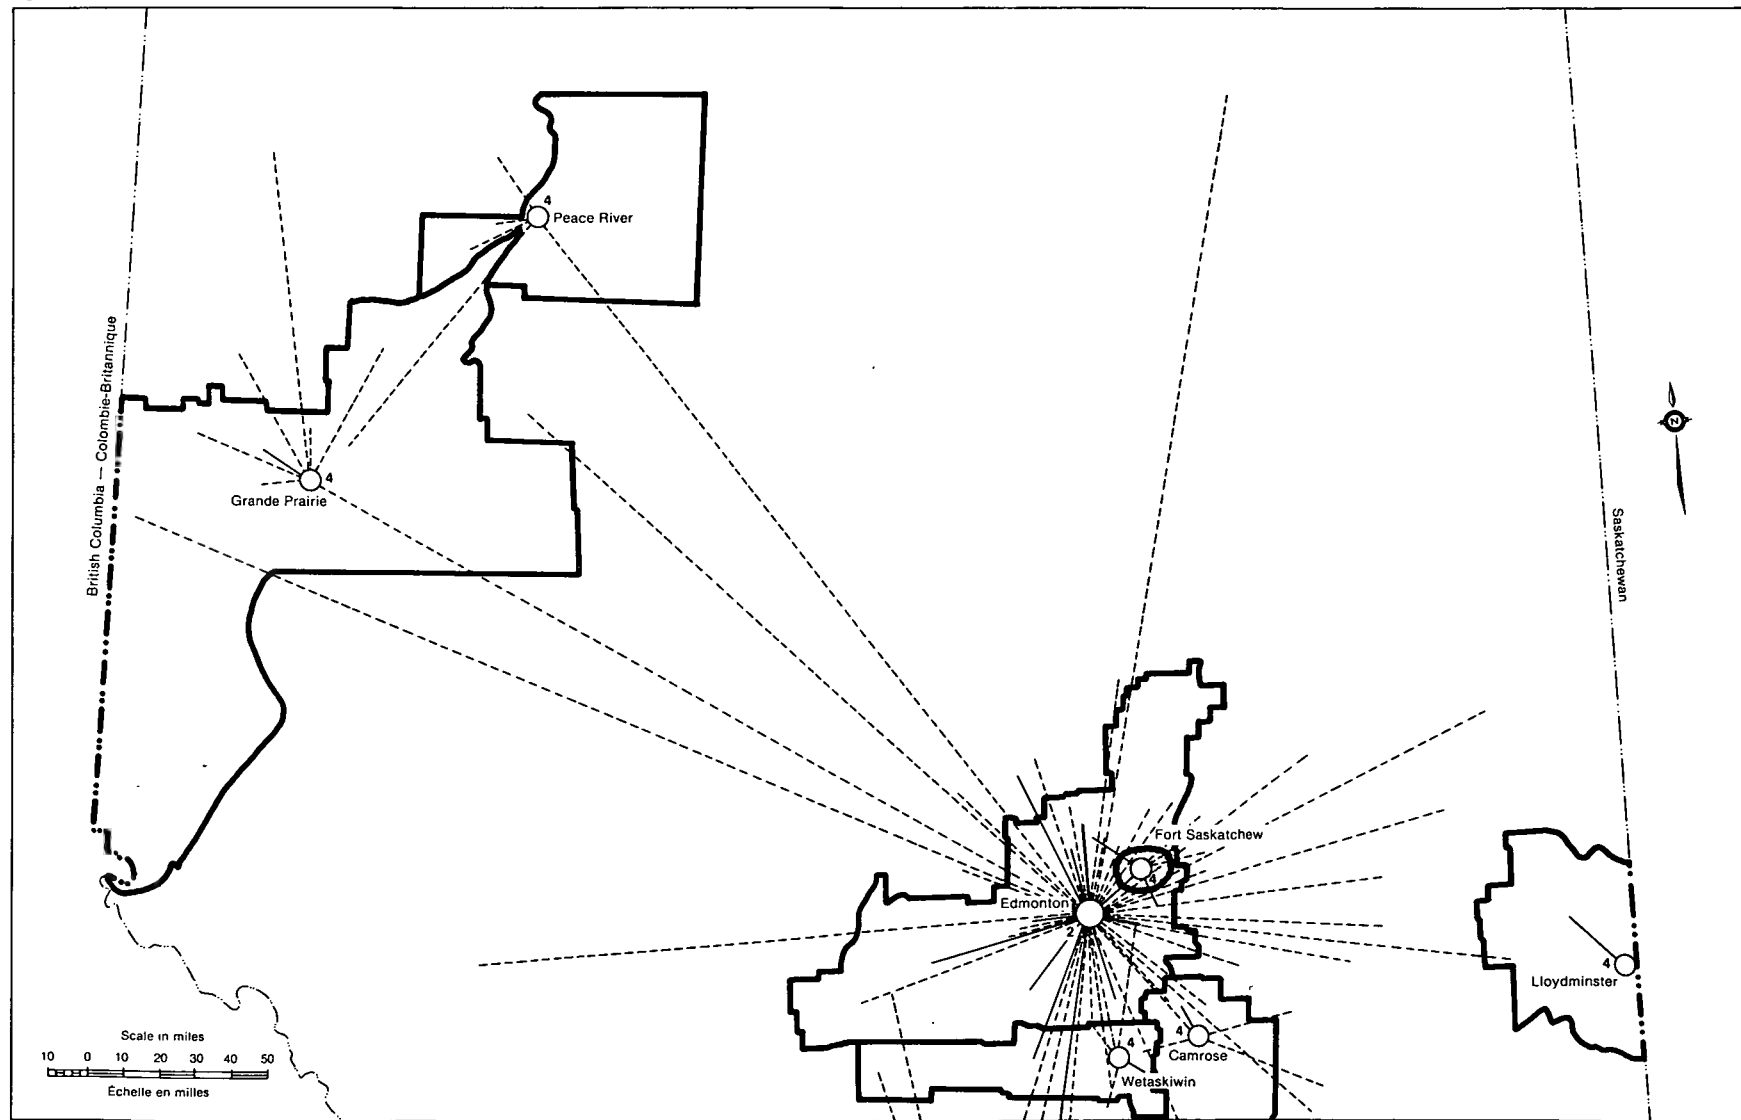 4
Peace River
British Columbia — Colombie-Britannique
4
Grande Prairie
N
Saskatchewan
Fort Saskatchew
4
Edmonton
2
4
Lloydminster
4
4
Camrose
Wetaskiwin
Scale in miles
10 0 10 20 30 40 50
Échelle en milles